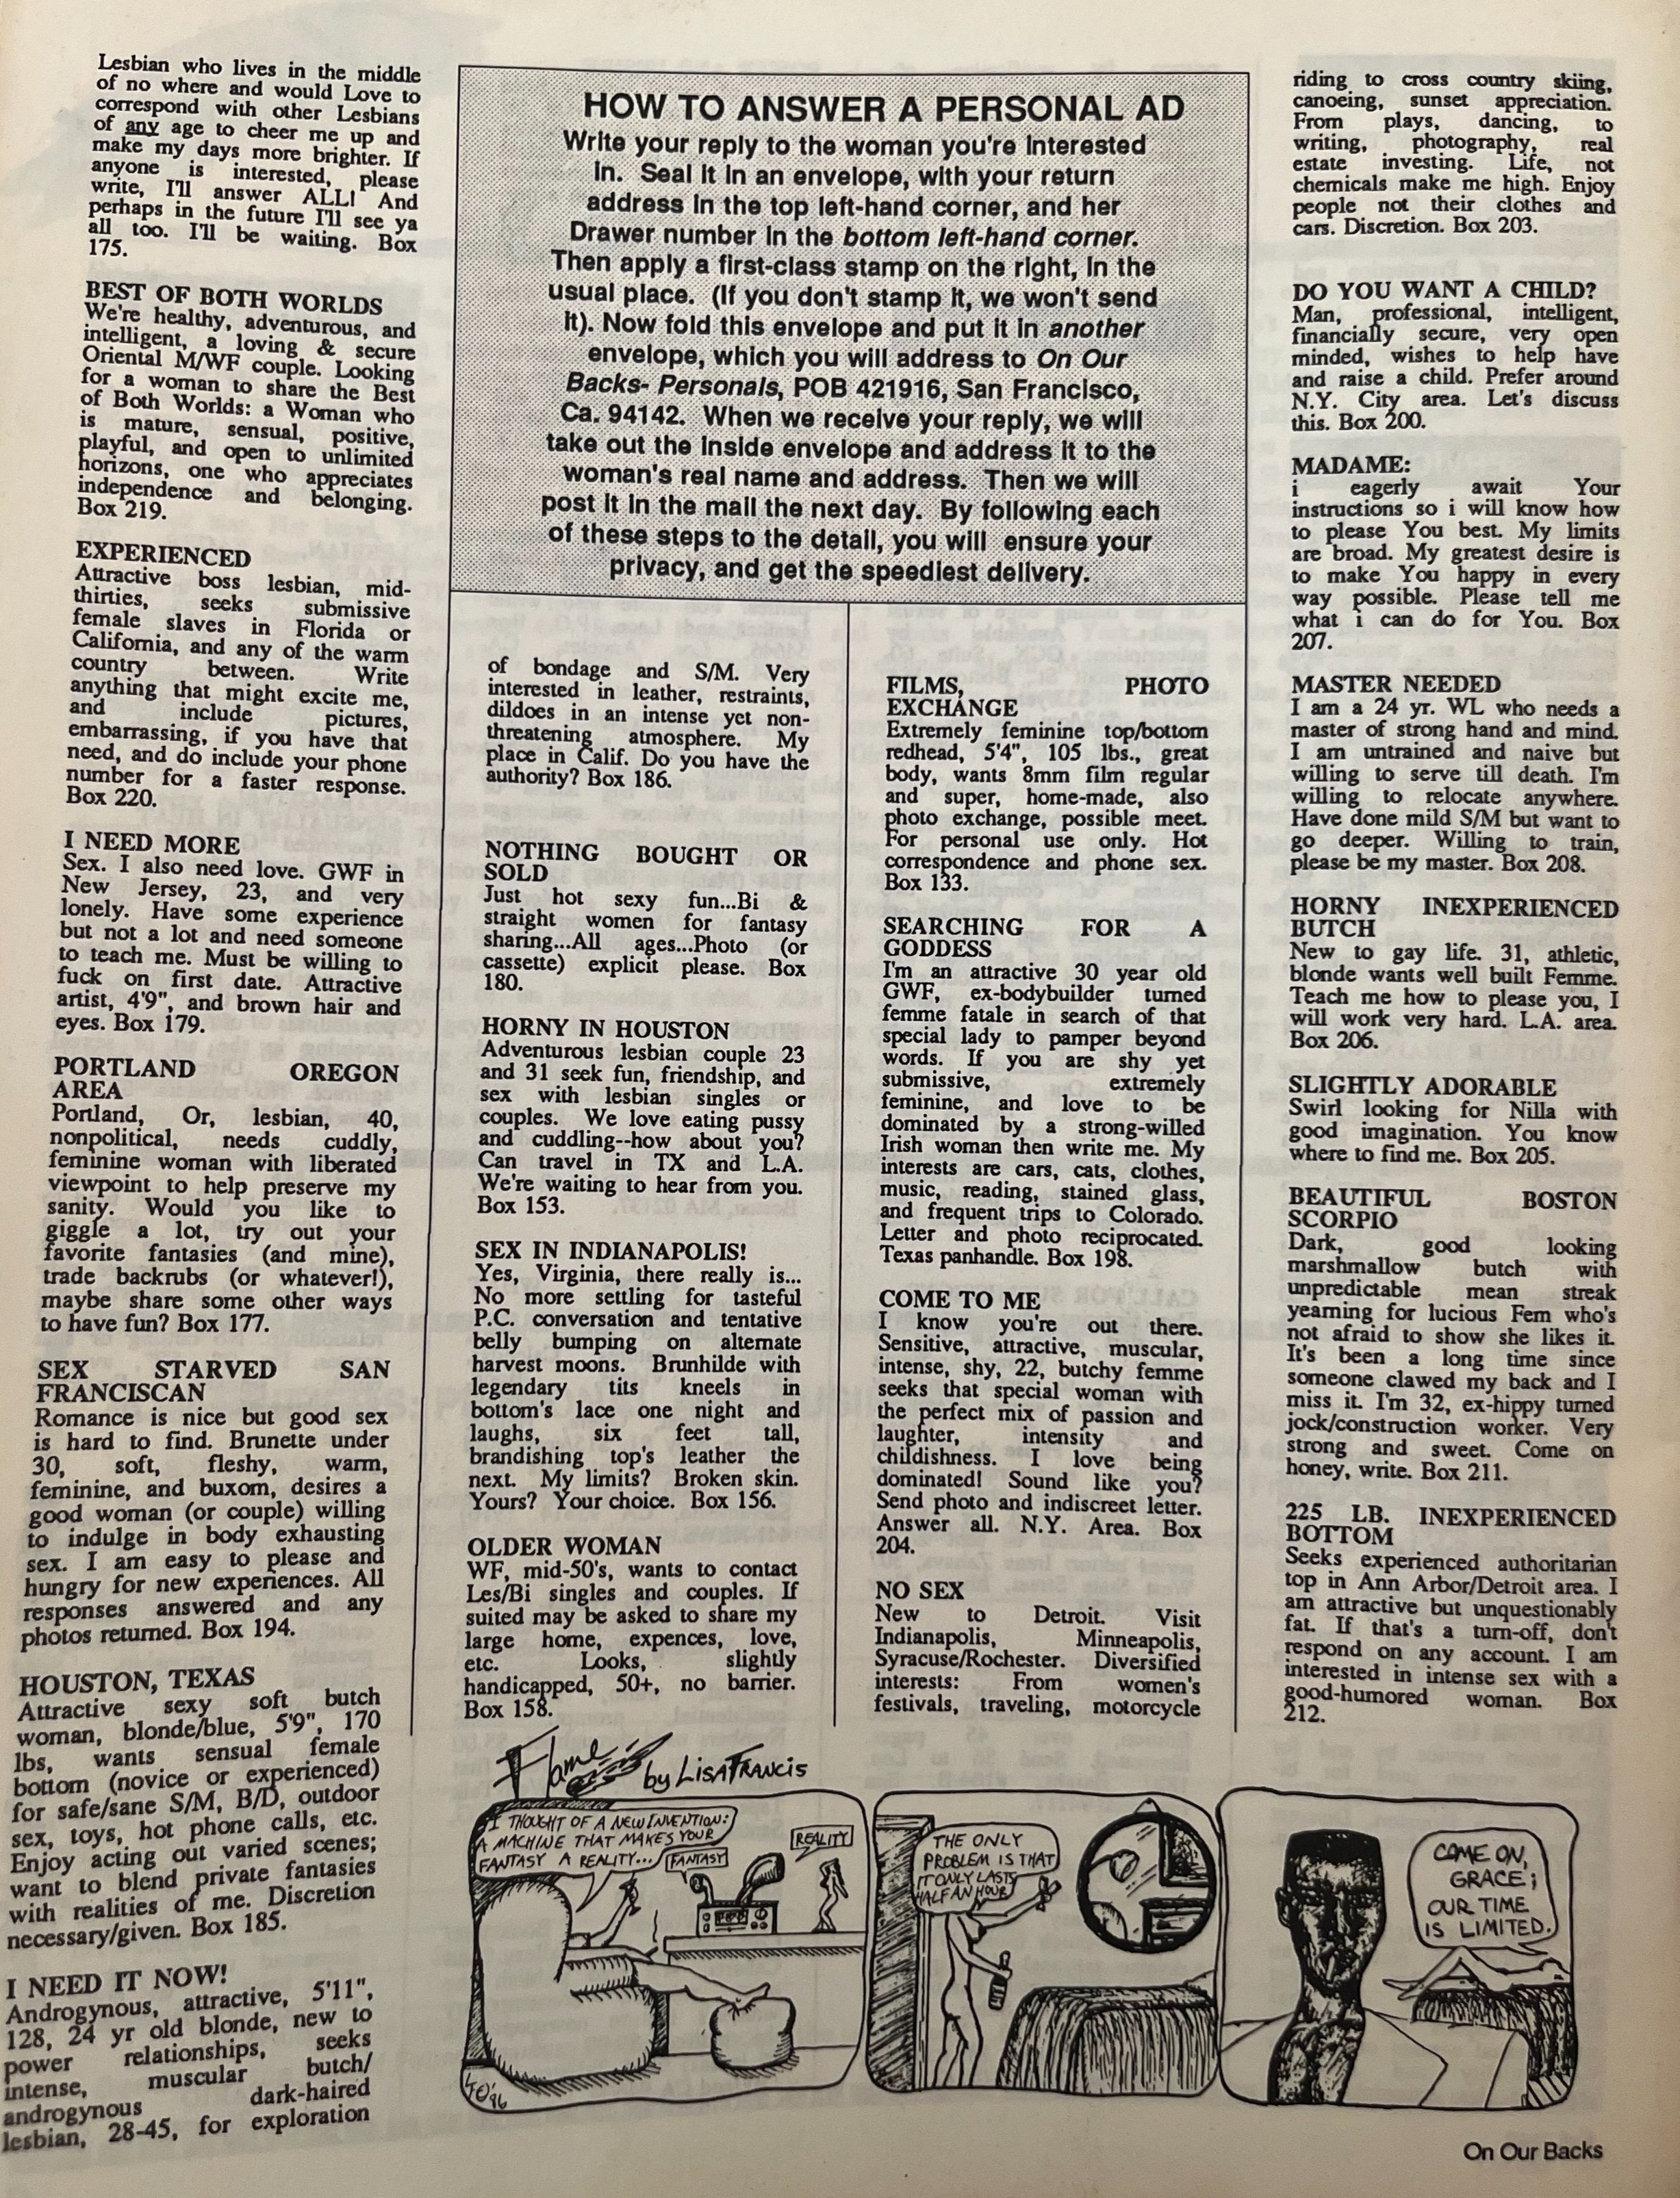 Lesbian who lives in the middle
of no where and would Love to
correspond with other Lesbians
of any age to cheer me up and
make my days more brighter. If
anyone is interested, please
write, I'll answer ALL! And
perhaps in the future I'll see ya
all too. I'll be waiting. Box
175.
BEST OF BOTH WORLDS
We're healthy, adventurous, and
intelligent, a loving & secure
Oriental M/WF couple. Looking
for a woman to share the Best
of Both Worlds: a Woman who
is mature, sensual, positive,
playful, and open to unlimited
horizons, one who appreciates
independence and belonging.
Box 219.
EXPERIENCED
Attractive boss lesbian, mid-
thirties, seeks submissive
female slaves in Florida or
California, and any of the warm
country between. Write
anything that might excite me,
and include pictures,
embarrassing, if you have that
need, and do include your phone
number for a faster response.
Box 220.
I NEED MORE
Sex. I also need love. GWF in
New Jersey, 23, and very
lonely. Have some experience
but not a lot and need someone
to teach me. Must be willing to
fuck on first date. Attractive
artist, 4'9", and brown hair and
eyes. Box 179.
PORTLAND OREGON
AREA
Portland, Or, lesbian, 40,
nonpolitical, needs cuddly,
feminine woman with liberated
viewpoint to help preserve my
sanity. Would you like to
giggle a lot, try out your
favorite fantasies (and mine),
trade backrubs (or whatever!),
maybe share some other ways
to have fun? Box 177.
SEX STARVED SAN
FRANCISCAN
Romance is nice but good sex
is hard to find. Brunette under
30, soft, fleshy, warm,
feminine, and buxom, desires a
good woman (or couple) willing
to indulge in body exhausting
sex. I am easy to please and
hungry for new experiences. All
responses answered and any
photos returned. Box 194.
HOUSTON, TEXAS
Attractive sexy soft butch
woman, blonde/blue, 5'9", 170
lbs, wants sensual female
bottom (novice or experienced)
for safe/sane S/M, B/D, outdoor
sex, toys, hot phone calls, etc.
Enjoy acting out varied scenes;
want to blend private fantasies
with realities of me. Discretion
necessary/given. Box 185.
I NEED IT NOW!
Androgynous, attractive, 5'11",
128, 24 yr old blonde, new to
power relationships, seeks
intense, muscular butch/
androgynous dark-haired
lesbian, 28-45, for exploration
HOW TO ANSWER A PERSONAL AD
Write your reply to the woman you're interested
in. Seal it in an envelope, with your return
address in the top left-hand corner, and her
Drawer number in the bottom left-hand corner.
Then apply a first-class stamp on the right, in the
usual place. (If you don't stamp it, we won't send
it). Now fold this envelope and put it in another
envelope, which you will address to On Our
Backs- Personals, POB 421916, San Francisco,
Ca. 94142. When we receive your reply, we will
take out the inside envelope and address it to the
woman's real name and address. Then we will
post it in the mail the next day. By following each
of these steps to the detail, you will ensure your
privacy, and get the speediest delivery.
of bondage and S/M. Very
interested in leather, restraints,
dildoes in an intense yet non-
threatening atmosphere. My
place in Calif. Do you have the
authority? Box 186.
NOTHING BOUGHT OR
SOLD
Just hot sexy fun...Bi &
straight women for fantasy
sharing...All ages...Photo (or
cassette) explicit please. Box
180.
HORNY IN HOUSTON
Adventurous lesbian couple 23
and 31 seek fun, friendship, and
sex with lesbian singles or
couples. We love eating pussy
and cuddling--how about you?
Can travel in TX and L.A.
We're waiting to hear from you.
Box 153.
SEX IN INDIANAPOLIS!
Yes, Virginia, there really is...
No more settling for tasteful
P.C. conversation and tentative
belly bumping on alternate
harvest moons. Brunhilde with
legendary tits kneels in
bottom's lace one night and
laughs, six feet tall,
brandishing top's leather the
next. My limits? Broken skin.
Yours? Your choice. Box 156.
OLDER WOMAN
WF, mid-50's, wants to contact
Les/Bi singles and couples. If
suited may be asked to share my
large home, expences, love,
etc. Looks, slightly
handicapped, 50+, no barrier.
Box 158.
FILMS, PHOTO
EXCHANGE
Extremely feminine top/bottom
redhead, 5'4", 105 lbs., great
body, wants 8mm film regular
and super, home-made, also
photo exchange, possible meet.
For personal use only. Hot
correspondence and phone sex.
Box 133.
SEARCHING FOR A
GODDESS
I'm an attractive 30 year old
GWF, ex-bodybuilder turned
femme fatale in search of that
special lady to pamper beyond
words. If you are shy yet
submissive, extremely
feminine, and love to be
dominated by a strong-willed
Irish woman then write me. My
interests are cars, cats, clothes,
music, reading, stained glass,
and frequent trips to Colorado.
Letter and photo reciprocated.
Texas panhandle. Box 198.
COME TO ME
I know you're out there.
Sensitive, attractive, muscular,
intense, shy, 22, butchy femme
seeks that special woman with
the perfect mix of passion and
laughter, intensity and
childishness. I love being
dominated! Sound like you?
Send photo and indiscreet letter.
Answer all. N.Y. Area. Box
204.
NO SEX
New to Detroit. Visit
Indianapolis, Minneapolis,
Syracuse/Rochester. Diversified
interests: From women's
festivals, traveling, motorcycle
riding to cross country skiing,
canoeing, sunset appreciation.
From plays, dancing, to
writing, photography, real
estate investing. Life, not
chemicals make me high. Enjoy
people not their clothes and
cars. Discretion. Box 203.
DO YOU WANT A CHILD?
Man, professional, intelligent,
financially secure, very open
minded, wishes to help have
and raise a child. Prefer around
N.Y. City area. Let's discuss
this. Box 200.
MADAME:
i eagerly await Your
instructions so i will know how
to please You best. My limits
are broad. My greatest desire is
to make You happy in every
way possible. Please tell me
what i can do for You. Box
207.
MASTER NEEDED
I am a 24 yr. WL who needs a
master of strong hand and mind.
I am untrained and naive but
willing to serve till death. I'm
willing to relocate anywhere.
Have done mild S/M but want to
go deeper. Willing to train,
please be my master. Box 208.
HORNY INEXPERIENCED
BUTCH
New to gay life. 31, athletic,
blonde wants well built Femme.
Teach me how to please you, I
will work very hard. L.A. area.
Box 206.
SLIGHTLY ADORABLE
Swirl looking for Nilla with
good imagination. You know
where to find me. Box 205.
BEAUTIFUL BOSTON
SCORPIO
Dark, good looking
marshmallow butch with
unpredictable mean streak
yearning for lucious Fem who's
not afraid to show she likes it.
It's been a long time since
someone clawed my back and I
miss it. I'm 32, ex-hippy turned
jock/construction worker. Very
strong and sweet. Come on
honey, write. Box 211.
225 LB. INEXPERIENCED
BOTTOM
Seeks experienced authoritarian
top in Ann Arbor/Detroit area. I
am attractive but unquestionably
fat. If that's a turn-off, don't
respond on any account. I am
interested in intense sex with a
good-humored woman. Box
212.
Flame
by LISA FRANCIS
I THOUGHT OF A NEW INVENTION:
A MACHINE THAT MAKES YOUR
FANTASY A REALITY...
FANTASY
REALITY
THE ONLY
PROBLEM IS THAT
IT ONLY LASTS
HALF AN HOUR
COME ON,
GRACE;
OUR TIME
IS LIMITED.
On Our Backs